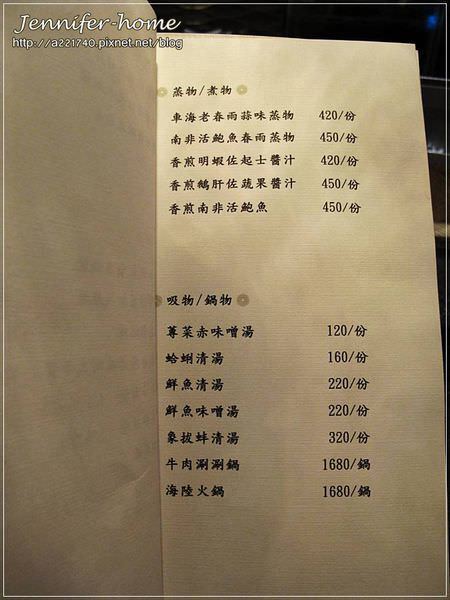 Jennifer-home
http://a221740.pixnet.net/blog
蒸物/煮物
車海老春雨蒜味蒸物 420/份
南非活鮑魚春雨蒸物 450/份
香煎明蝦佐起士醬汁 420/份
香煎鵝肝佐蔬果醬汁 450/份
香煎南非活鮑魚 450/份
吸物/鍋物
蓴菜赤味噌湯 120/份
蛤蜊清湯 160/份
鮮魚清湯 220/份
鮮魚味噌湯 220/份
象拔蚌清湯 320/份
牛肉涮涮鍋 1680/鍋
海陸火鍋 1680/鍋